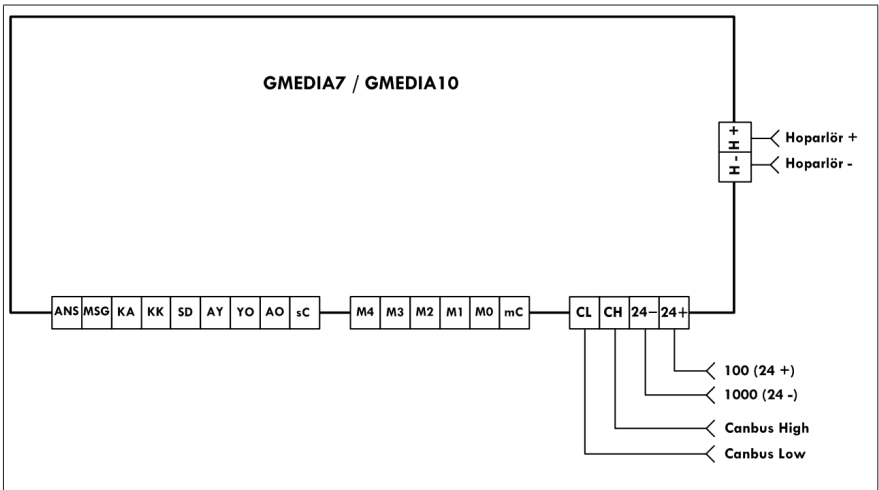 GMEDIA7 / GMEDIA10
H+
Hoparlör +
H-
Hoparlör -
ANS MSG KA KK SD AY YO AO sC
M4 M3 M2 M1 M0 mC
CL CH 24− 24+
100 (24 +)
1000 (24 -)
Canbus High
Canbus Low